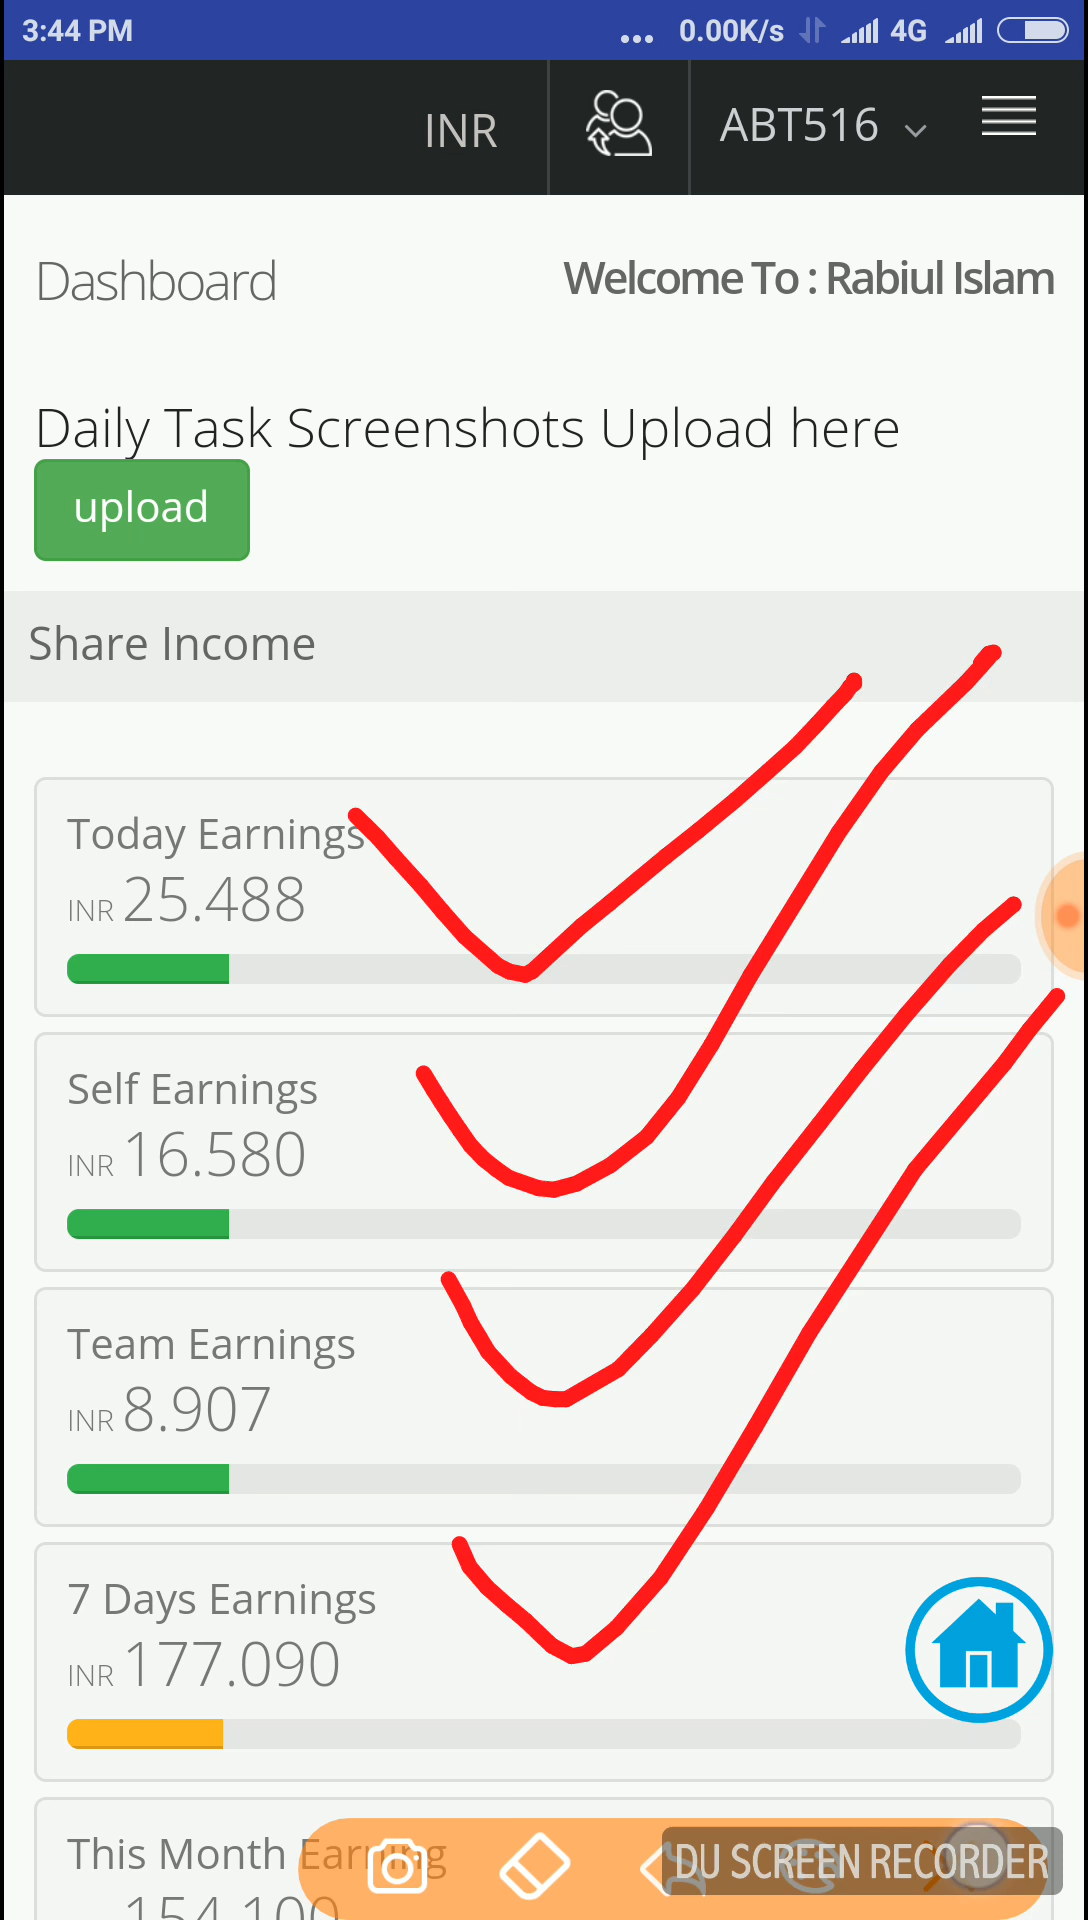 3:44 PM ... 0.00K/s 4G
INR ABT516
Dashboard Welcome To : Rabiul Islam
Daily Task Screenshots Upload here
upload
Share Income
Today Earnings
INR 25.488
Self Earnings
INR 16.580
Team Earnings
INR 8.907
7 Days Earnings
INR 177.090
This Month Earning
154.100
DU SCREEN RECORDER